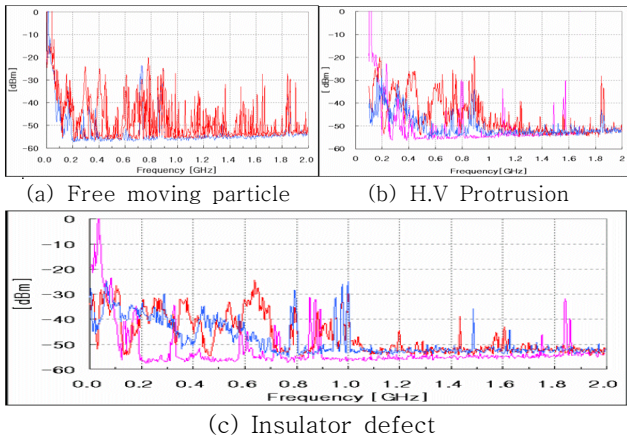 0
−10
−20
−30
−40
−50
−60
[dBm]
0.0 0.2 0.4 0.6 0.8 1.0 1.2 1.4 1.6 1.8 2.0
Frequency [GHz]
(a) Free moving particle
0
−10
−20
−30
−40
−50
−60
[dBm]
0 0.2 0.4 0.6 0.8 1 1.2 1.4 1.6 1.8 2
Frequency[GHz]
(b) H.V Protrusion
0
−10
−20
−30
−40
−50
−60
[dBm]
0.0 0.2 0.4 0.6 0.8 1.0 1.2 1.4 1.6 1.8 2.0
Frequency [GHz]
(c) Insulator defect